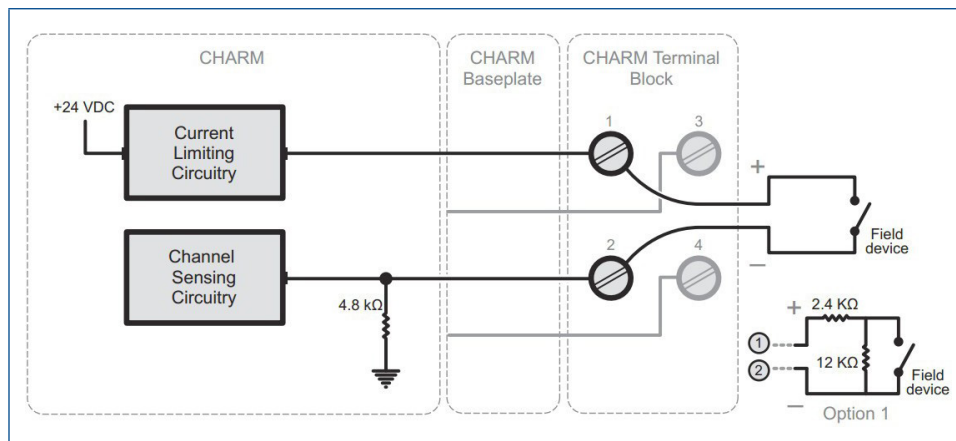 CHARM
CHARM
Baseplate
CHARM Terminal
Block
+24 VDC
Current
Limiting
Circuitry
1
3
+
Channel
Sensing
Circuitry
2
4
–
Field
device
4.8 kΩ
+
2.4 KΩ
1
2
12 KΩ
Field
device
–
Option 1